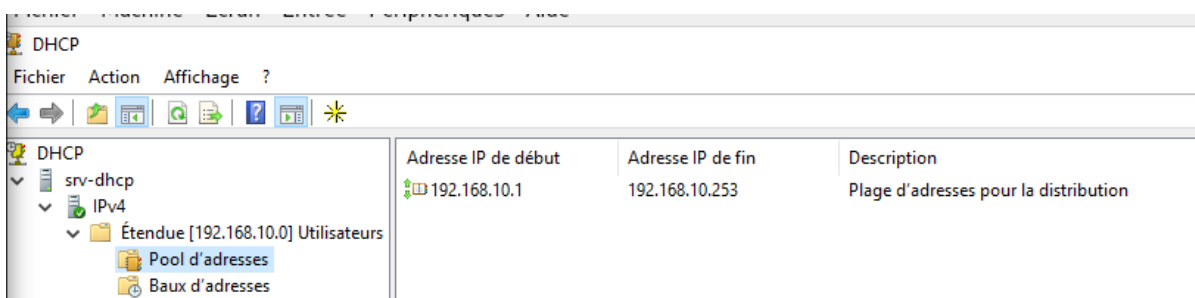 DHCP
Fichier Action Affichage ?
DHCP
srv-dhcp
IPv4
Étendue [192.168.10.0] Utilisateurs
Pool d'adresses
Baux d'adresses
Adresse IP de début Adresse IP de fin Description
192.168.10.1 192.168.10.253 Plage d'adresses pour la distribution